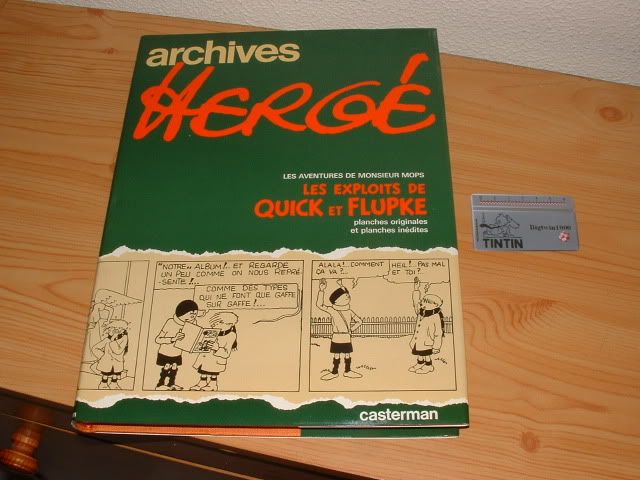 archives
HERGÉ
LES AVENTURES DE MONSIEUR MOPS
LES EXPLOITS DE
QUICK ET FLUPKE
planches originales
et planches inédites
"NOTRE" ALBUM!.. ET REGARDE
UN PEU COMME ON NOUS REPRÉ-
SENTE!...
COMME DES TYPES
QUI NE FONT QUE GAFFE
SUR GAFFE!...
ALALA!.. COMMENT
ÇA VA?...
HEIL!.. PAS MAL
ET TOI?..
casterman
TINTIN